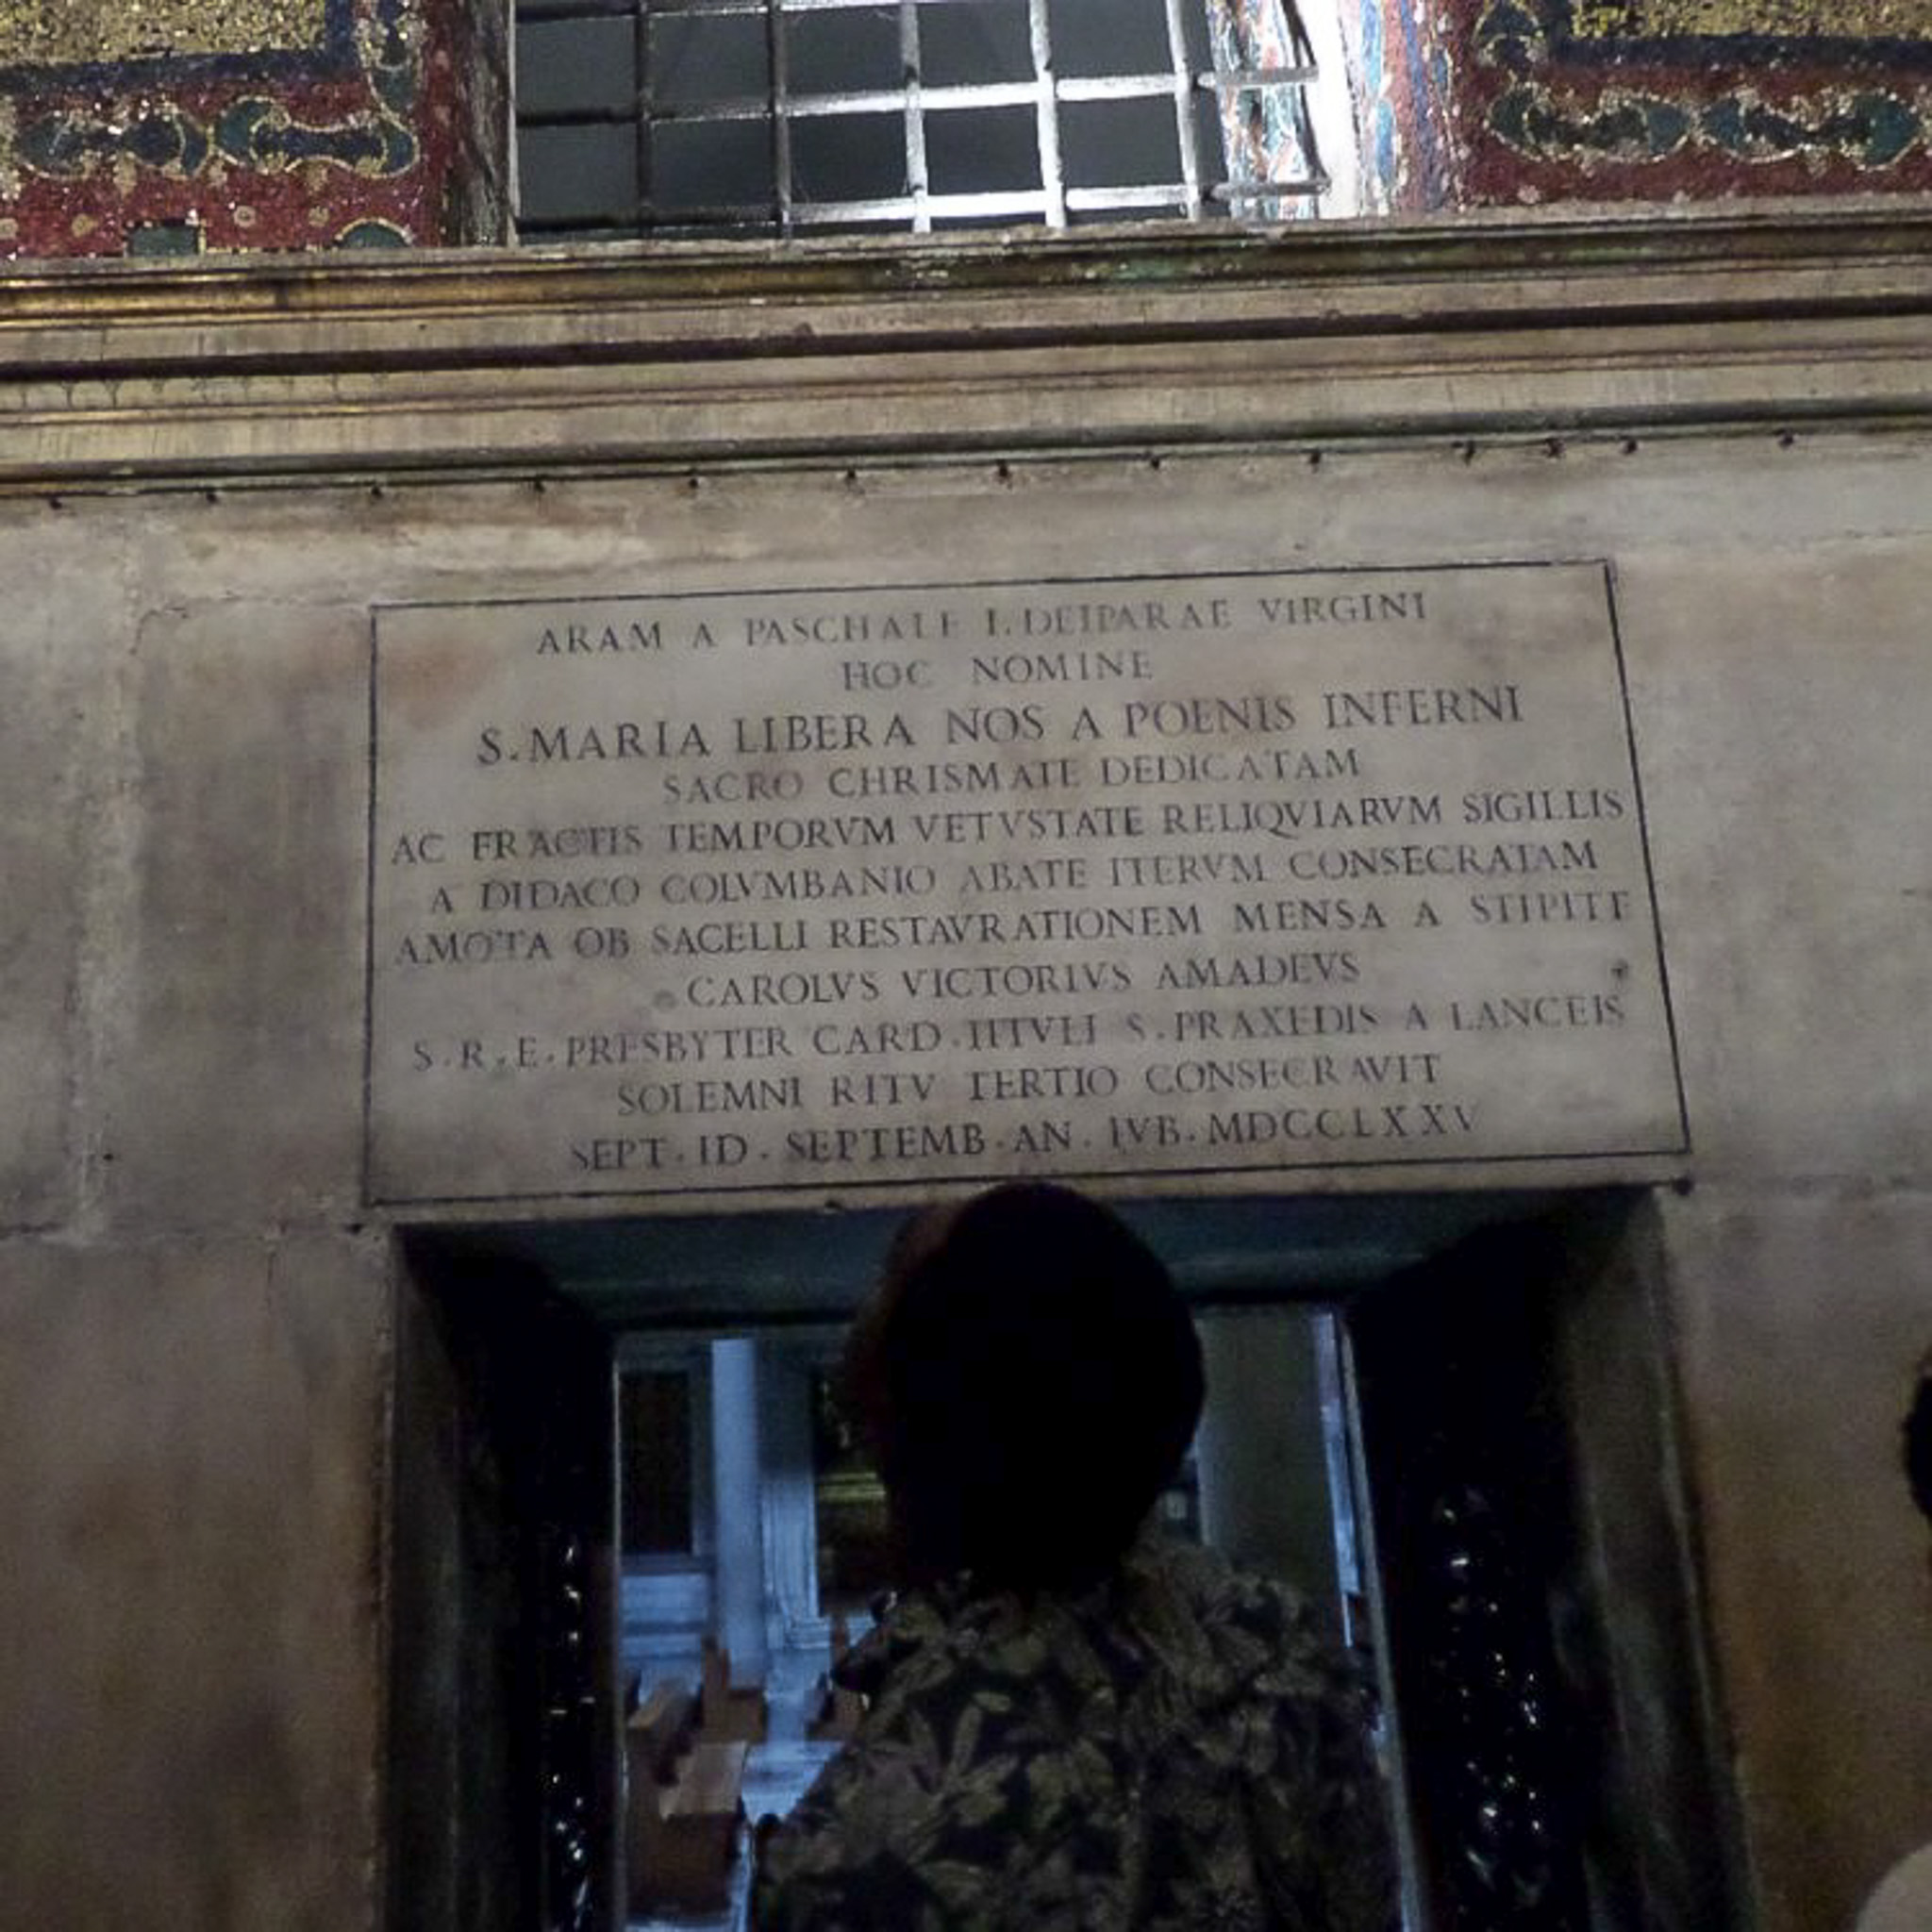 ARAM A PASCHALE I. DEIPARAE VIRGINI
HOC NOMINE
S. MARIA LIBERA NOS A POENIS INFERNI
SACRO CHRISMATE DEDICATAM
AC FRACTIS TEMPORVM VETVSTATE RELIQVIARVM SIGILLIS
A DIDACO COLVMBANIO ABATE ITERVM CONSECRATAM
AMOTA OB SACELLI RESTAVRATIONEM MENSA A STIPITE
CAROLVS VICTORIVS AMADEVS
S.R.E. PRESBYTER CARD. TITVLI S. PRAXEDIS A LANCEIS
SOLEMNI RITV TERTIO CONSECRAVIT
SEPT. ID. SEPTEMB. AN. IVB. MDCCLXXV